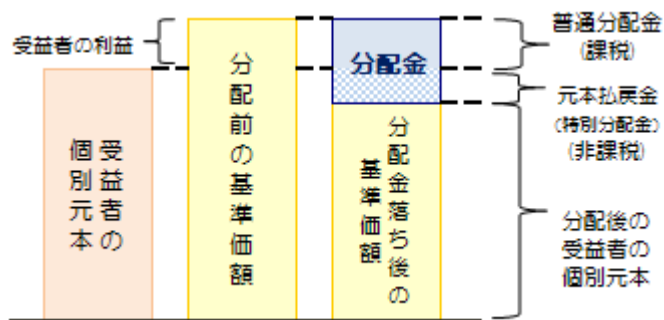 受益者の利益
受益者の
個別元本
分配前の基準価額
分配金
分配金落ち後の
基準価額
普通分配金
(課税)
元本払戻金
(特別分配金)
(非課税)
分配後の
受益者の
個別元本